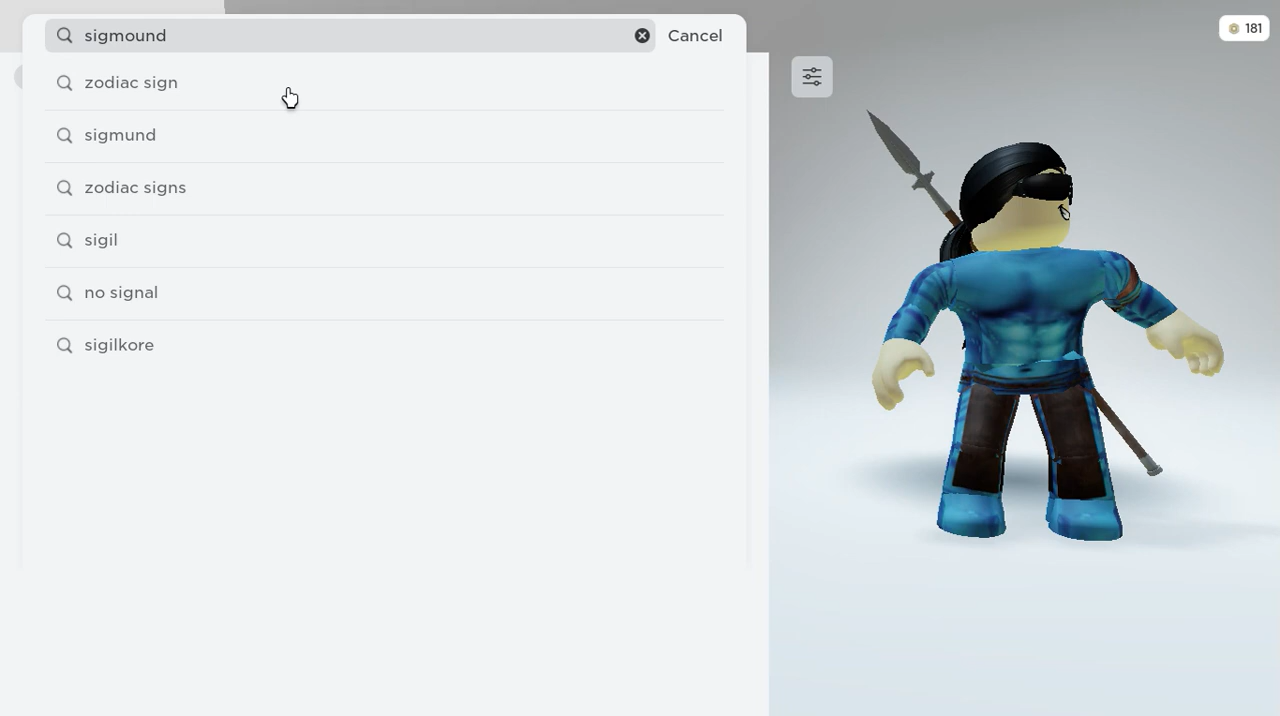 sigmound
Cancel
181
zodiac sign
sigmund
zodiac signs
sigil
no signal
sigilkore